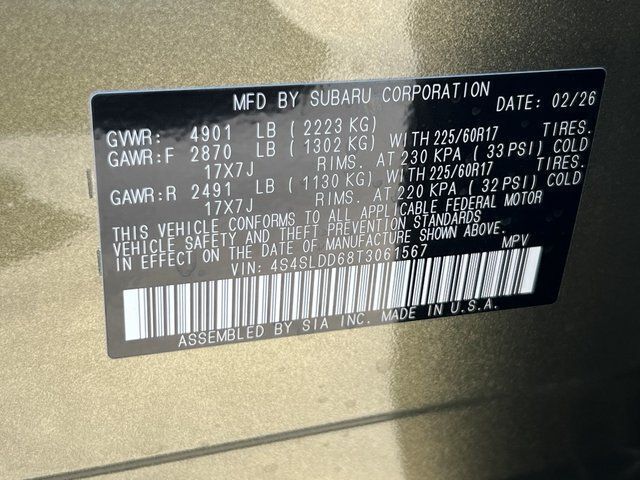 MFD BY SUBARU CORPORATION DATE: 02/26
GVWR: 4901 LB ( 2223 KG)
GAWR:F 2870 LB ( 1302 KG) WITH 225/60R17 TIRES.
17X7J RIMS. AT 230 KPA ( 33 PSI) COLD
GAWR:R 2491 LB ( 1130 KG) WITH 225/60R17 TIRES.
17X7J RIMS. AT 220 KPA ( 32 PSI) COLD
THIS VEHICLE CONFORMS TO ALL APPLICABLE FEDERAL MOTOR
VEHICLE SAFETY AND THEFT PREVENTION STANDARDS
IN EFFECT ON THE DATE OF MANUFACTURE SHOWN ABOVE.
VIN: 4S4SLDD68T3061567 MPV
ASSEMBLED BY SIA INC. MADE IN U.S.A.